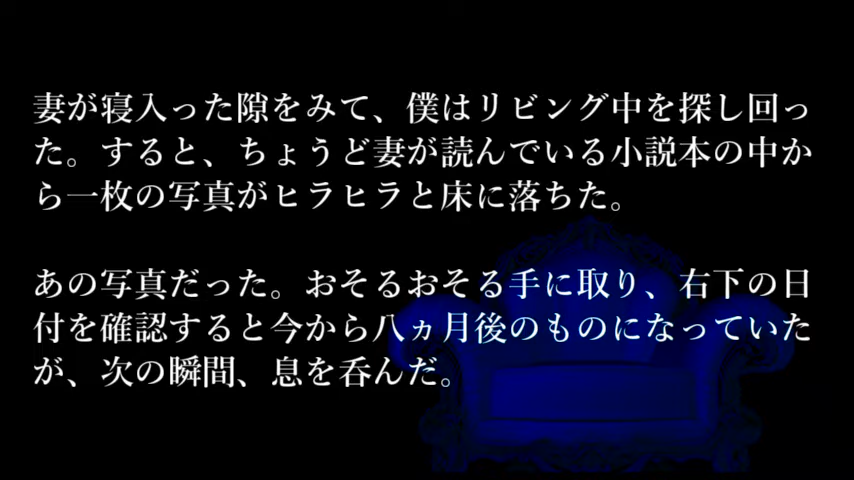 妻が寝入った隙をみて、僕はリビング中を探し回っ
た。すると、ちょうど妻が読んでいる小説本の中か
ら一枚の写真がヒラヒラと床に落ちた。
あの写真だった。おそるおそる手に取り、右下の日
付を確認すると今から八ヵ月後のものになっていた
が、次の瞬間、息を呑んだ。